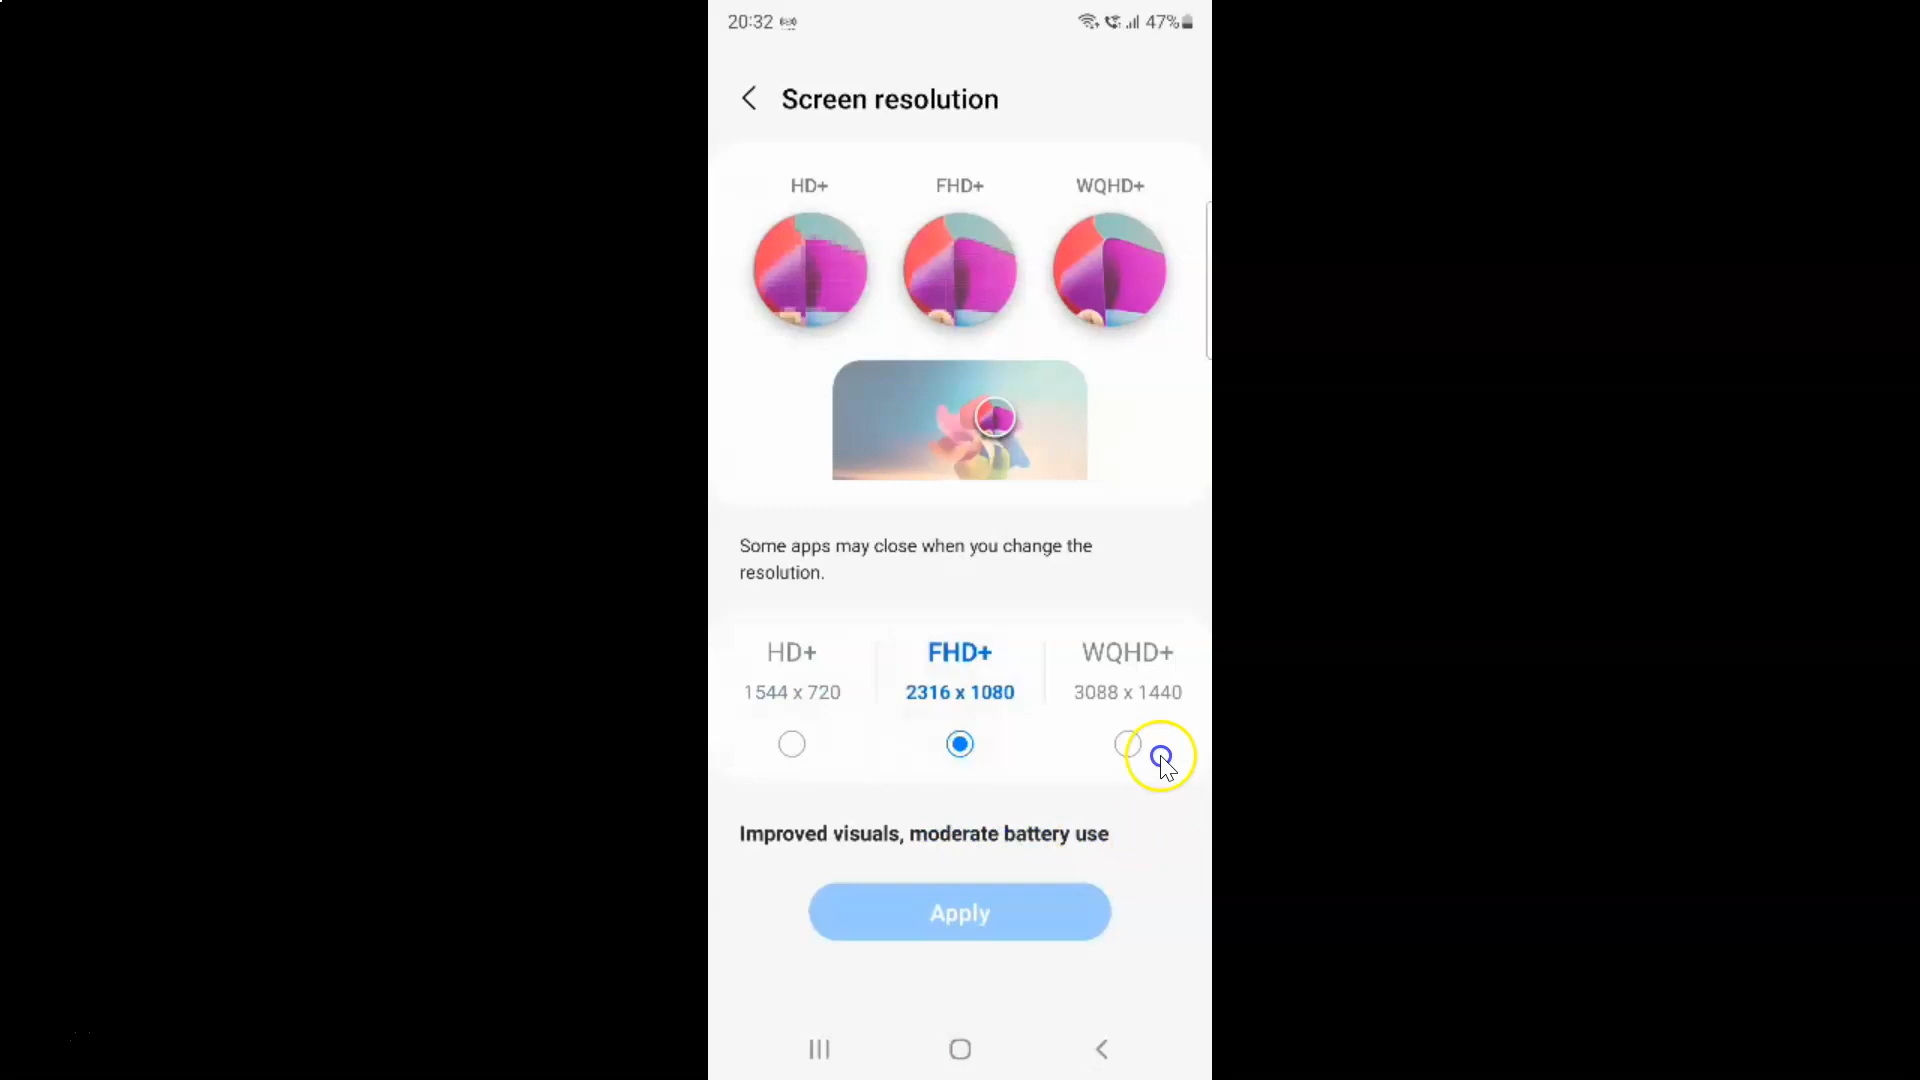 20:32
47%
Screen resolution
HD+ FHD+ WQHD+
Some apps may close when you change the
resolution.
HD+ FHD+ WQHD+
1544 x 720 2316 x 1080 3088 x 1440
Improved visuals, moderate battery use
Apply